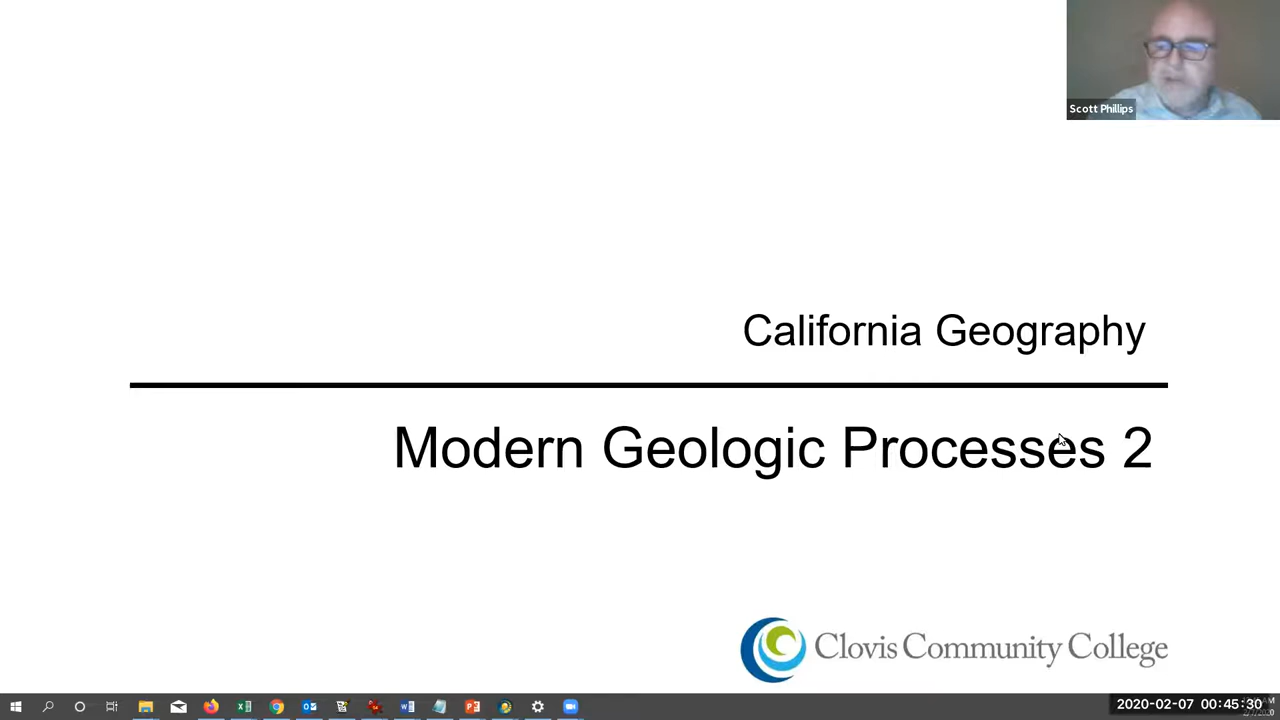 Scott Phillips
California Geography
Modern Geologic Processes 2
Clovis Community College
2020-02-07 00:45:30